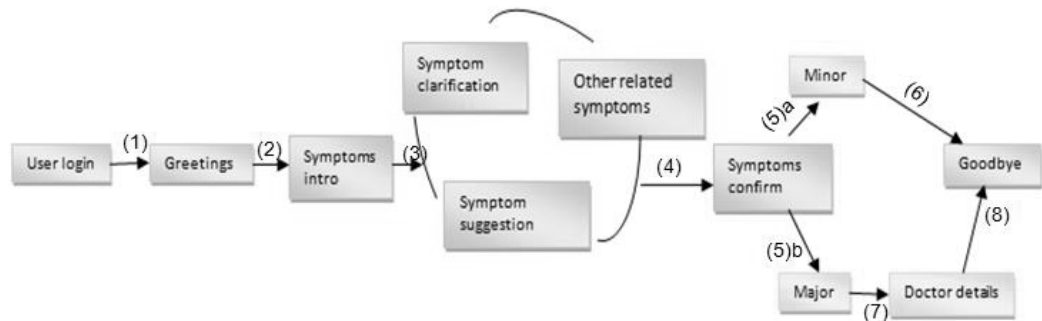 User login
(1)
Greetings
(2)
Symptoms
intro
(3)
Symptom
clarification
Other related
symptoms
Symptom
suggestion
(4)
Symptoms
confirm
(5)a
Minor
(6)
(5)b
Major
(7)
Doctor details
(8)
Goodbye